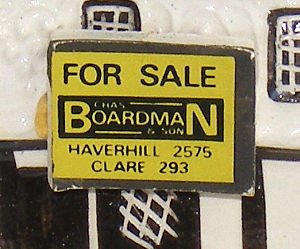 FOR SALE
CHAS
BOARDMAN
& SON
HAVERHILL 2575
CLARE 293